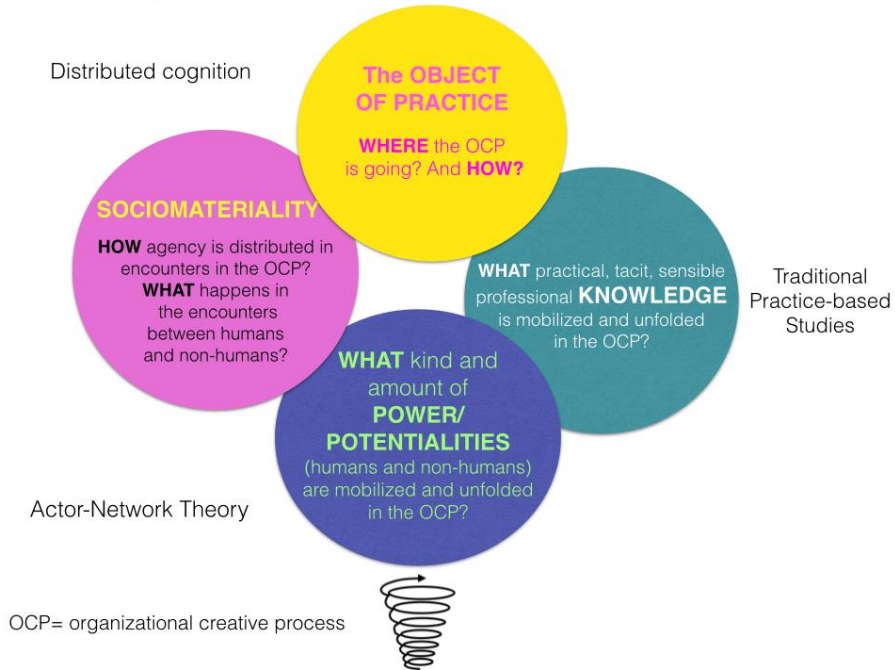 Distributed cognition
The OBJECT
OF PRACTICE
WHERE the OCP
is going? And HOW?
SOCIOMATERIALITY
HOW agency is distributed in
encounters in the OCP?
WHAT happens in
the encounters
between humans
and non-humans?
WHAT practical, tacit, sensible
professional KNOWLEDGE
is mobilized and unfolded
in the OCP?
Traditional
Practice-based
Studies
WHAT kind and
amount of
POWER/
POTENTIALITIES
(humans and non-humans)
are mobilized and unfolded
in the OCP?
Actor-Network Theory
OCP= organizational creative process